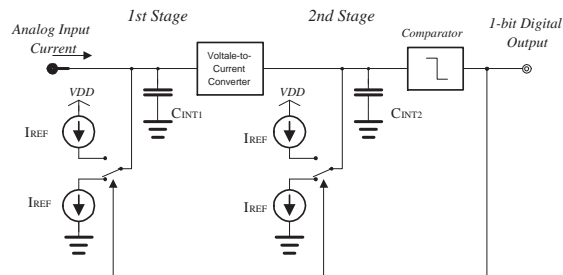 1st Stage
2nd Stage
Analog Input
Current
Voltale-to-
Current
Converter
Comparator
1-bit Digital
Output
VDD
CINT1
IREF
IREF
VDD
CINT2
IREF
IREF